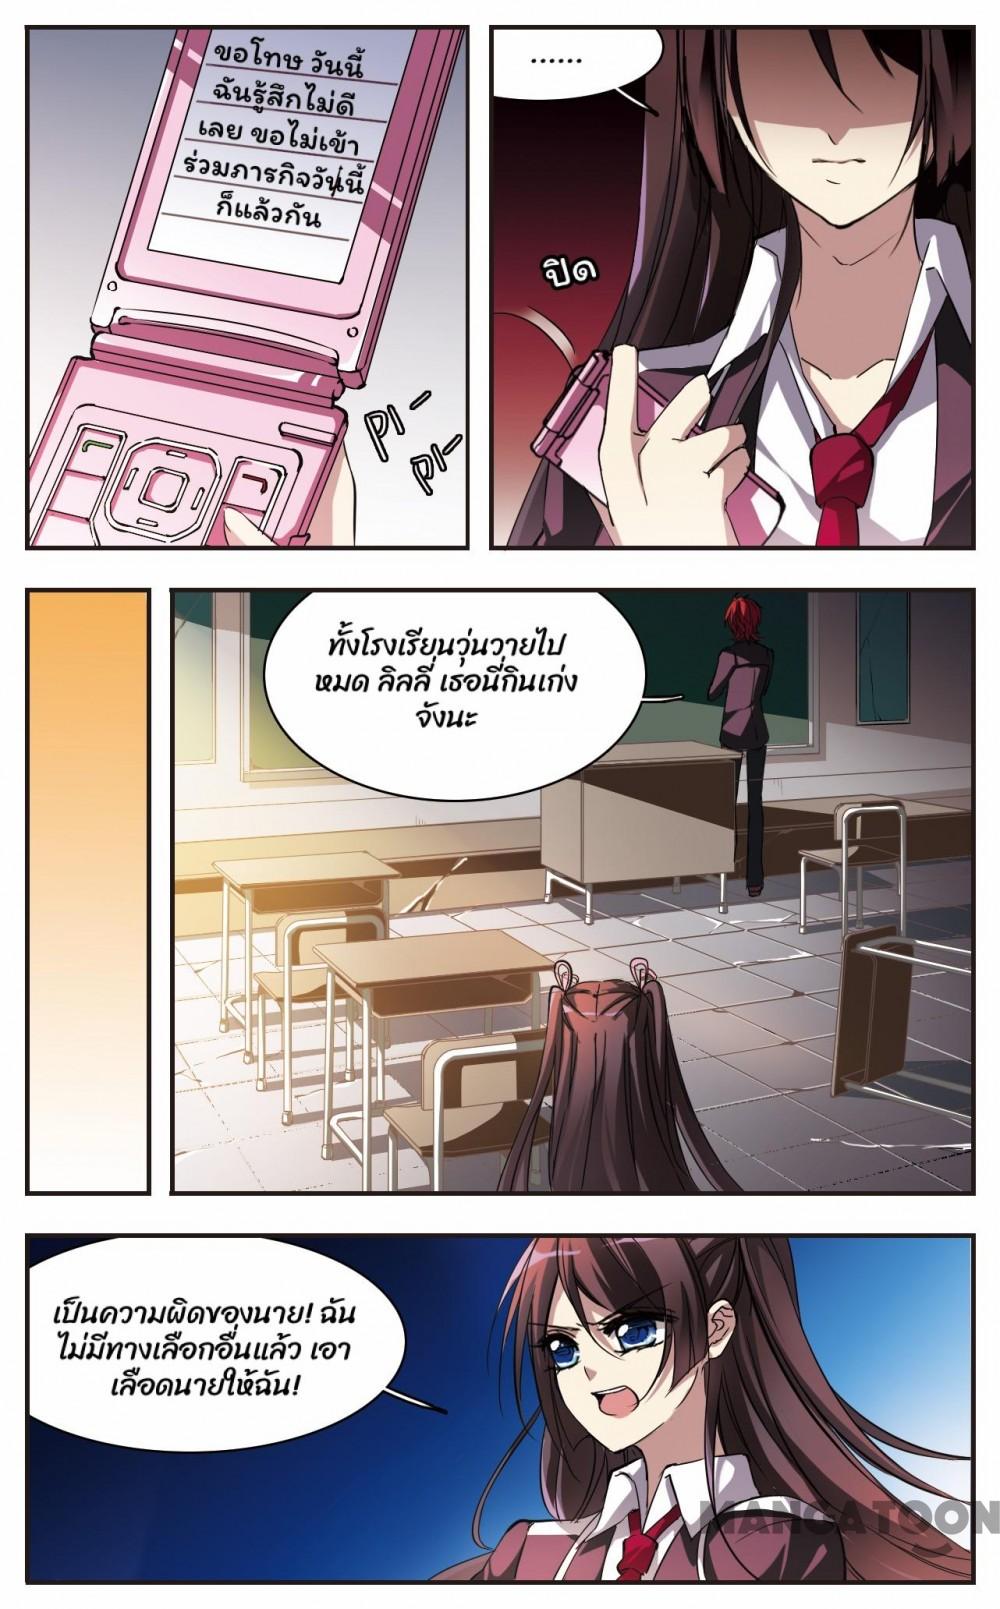 ขอโทษ วันนี้
ฉันรู้สึกไม่ดี
เลย ขอไม่เข้า
ร่วมภารกิจวันนี้
ก็แล้วกัน
PI-
PI-
......
ปิด
ทั้งโรงเรียนวุ่นวายไป
หมด ลิลลี่ เธอนี่กินเก่ง
จังนะ
เป็นความผิดของนาย! ฉัน
ไม่มีทางเลือกอื่นแล้ว เอา
เลือดนายให้ฉัน!
MANGATOON